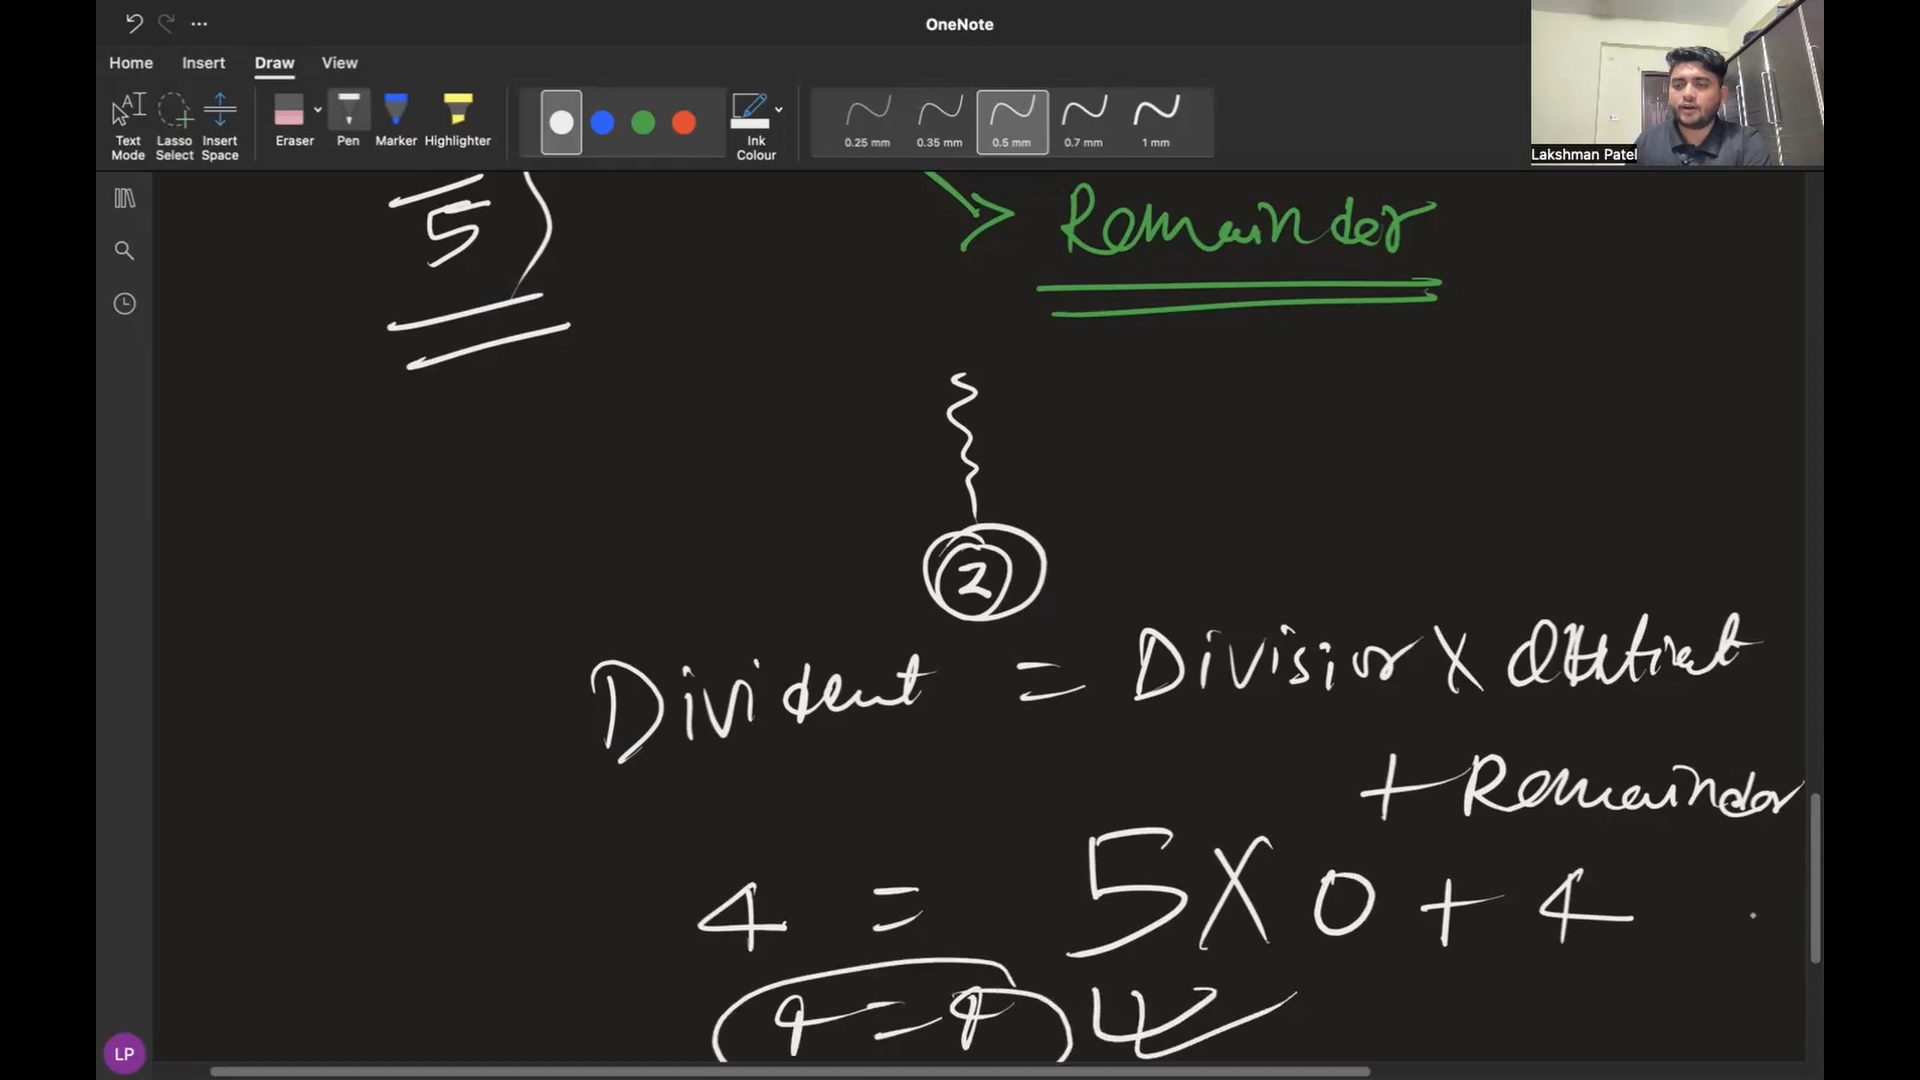 OneNote
Home Insert Draw View
Text Mode
Lasso Select
Insert Space
Eraser
Pen
Marker
Highlighter
Ink Colour
0.25 mm
0.35 mm
0.5 mm
0.7 mm
1 mm
Lakshman Patel
5
Remainder
2
Divident = Divisior X
+ Remainder
4 = 5 X 0 + 4
4 = 4
LP